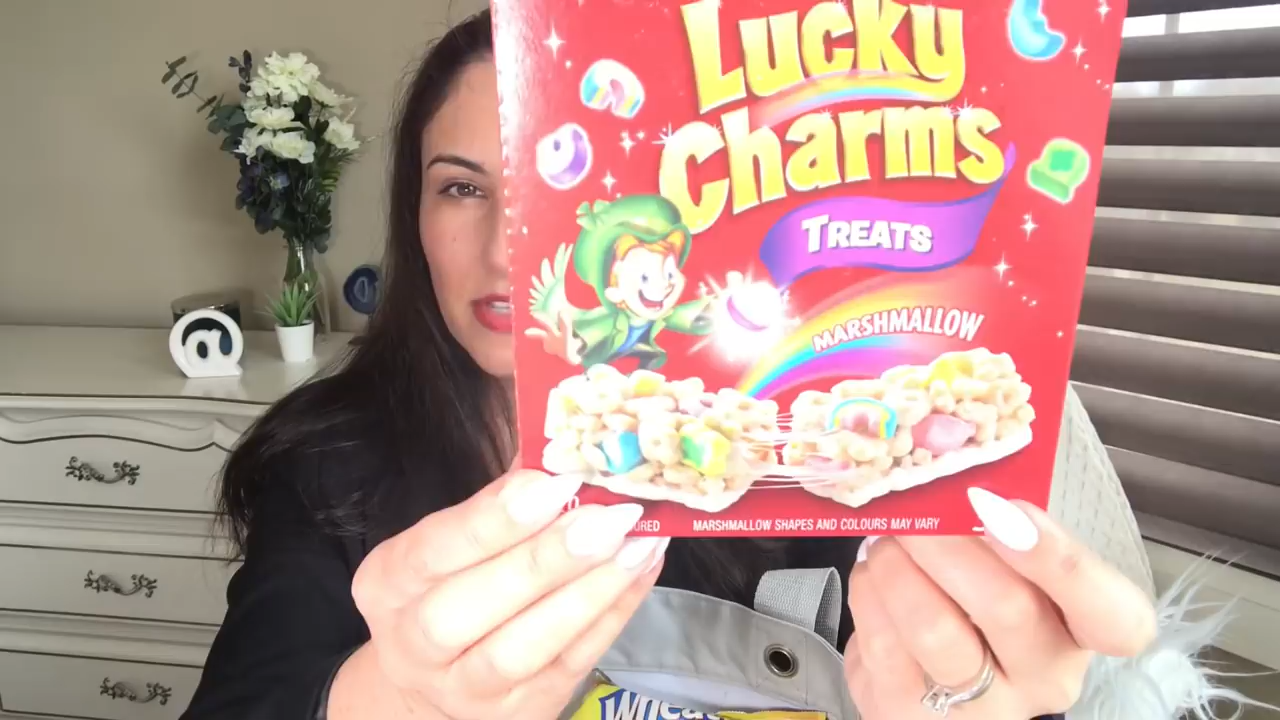 Lucky
Charms
TREATS
MARSHMALLOW
MARSHMALLOW SHAPES AND COLOURS MAY VARY
@